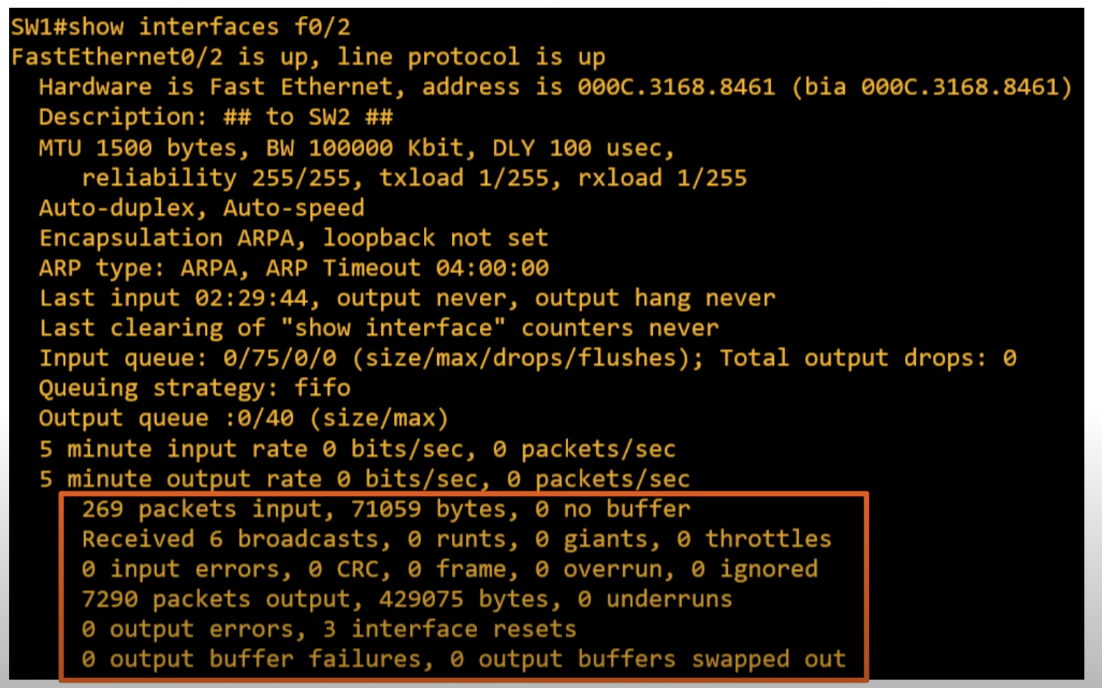 SW1#show interfaces f0/2
FastEthernet0/2 is up, line protocol is up
Hardware is Fast Ethernet, address is 000C.3168.8461 (bia 000C.3168.8461)
Description: ## to SW2 ##
MTU 1500 bytes, BW 100000 Kbit, DLY 100 usec,
reliability 255/255, txload 1/255, rxload 1/255
Auto-duplex, Auto-speed
Encapsulation ARPA, loopback not set
ARP type: ARPA, ARP Timeout 04:00:00
Last input 02:29:44, output never, output hang never
Last clearing of "show interface" counters never
Input queue: 0/75/0/0 (size/max/drops/flushes); Total output drops: 0
Queuing strategy: fifo
Output queue :0/40 (size/max)
5 minute input rate 0 bits/sec, 0 packets/sec
5 minute output rate 0 bits/sec, 0 packets/sec
269 packets input, 71059 bytes, 0 no buffer
Received 6 broadcasts, 0 runts, 0 giants, 0 throttles
0 input errors, 0 CRC, 0 frame, 0 overrun, 0 ignored
7290 packets output, 429075 bytes, 0 underruns
0 output errors, 3 interface resets
0 output buffer failures, 0 output buffers swapped out